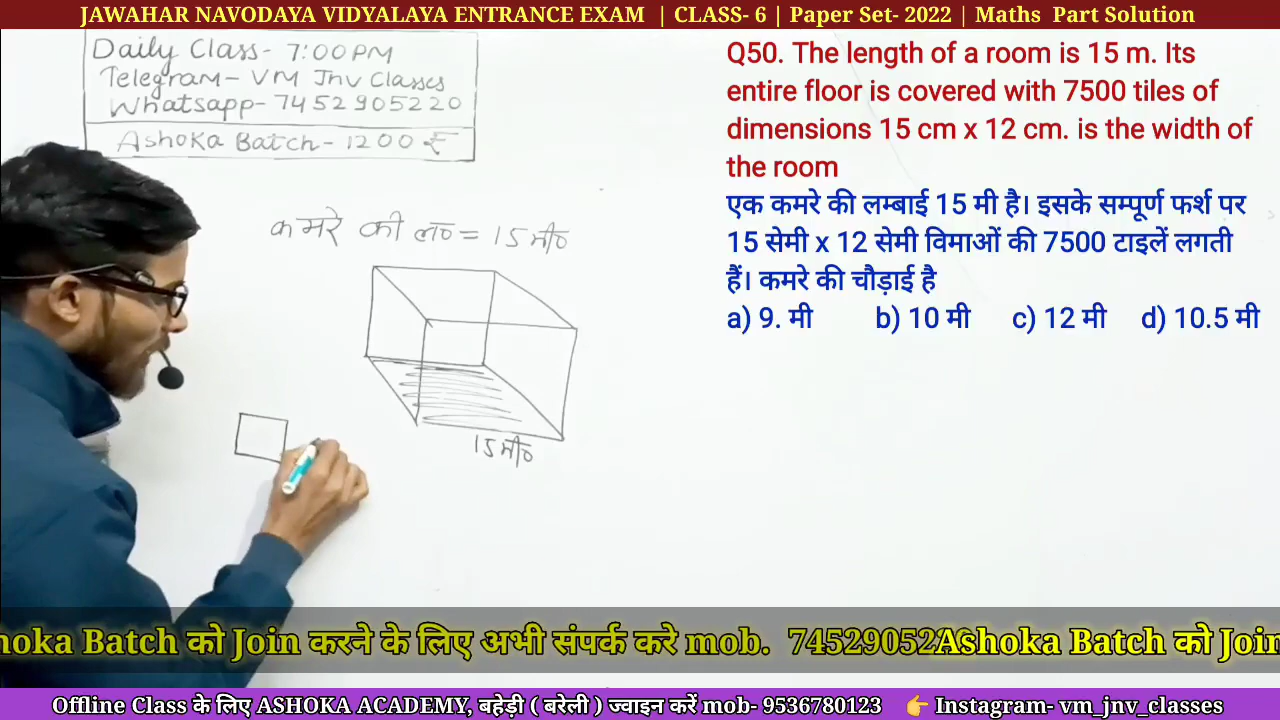 JAWAHAR NAVODAYA VIDYALAYA ENTRANCE EXAM | CLASS- 6 | Paper Set- 2022 | Maths Part Solution
Daily Class- 7:00PM
Telegram- VM Jnv Classes
Whatsapp- 7452905220
Ashoka Batch- 1200 ₹
कमरे की ल० = 15 मी०
15 मी०
Q50. The length of a room is 15 m. Its
entire floor is covered with 7500 tiles of
dimensions 15 cm x 12 cm. is the width of
the room
एक कमरे की लम्बाई 15 मी है। इसके सम्पूर्ण फर्श पर
15 सेमी x 12 सेमी विमाओं की 7500 टाइलें लगती
हैं। कमरे की चौड़ाई है
a) 9. मी b) 10 मी c) 12 मी d) 10.5 मी
hoka Batch को Join करने के लिए अभी संपर्क करे mob. 74529052 Ashoka Batch को Join
Offline Class के लिए ASHOKA ACADEMY, बहेड़ी ( बरेली ) ज्वाइन करें mob- 9536780123 👉 Instagram- vm_jnv_classes